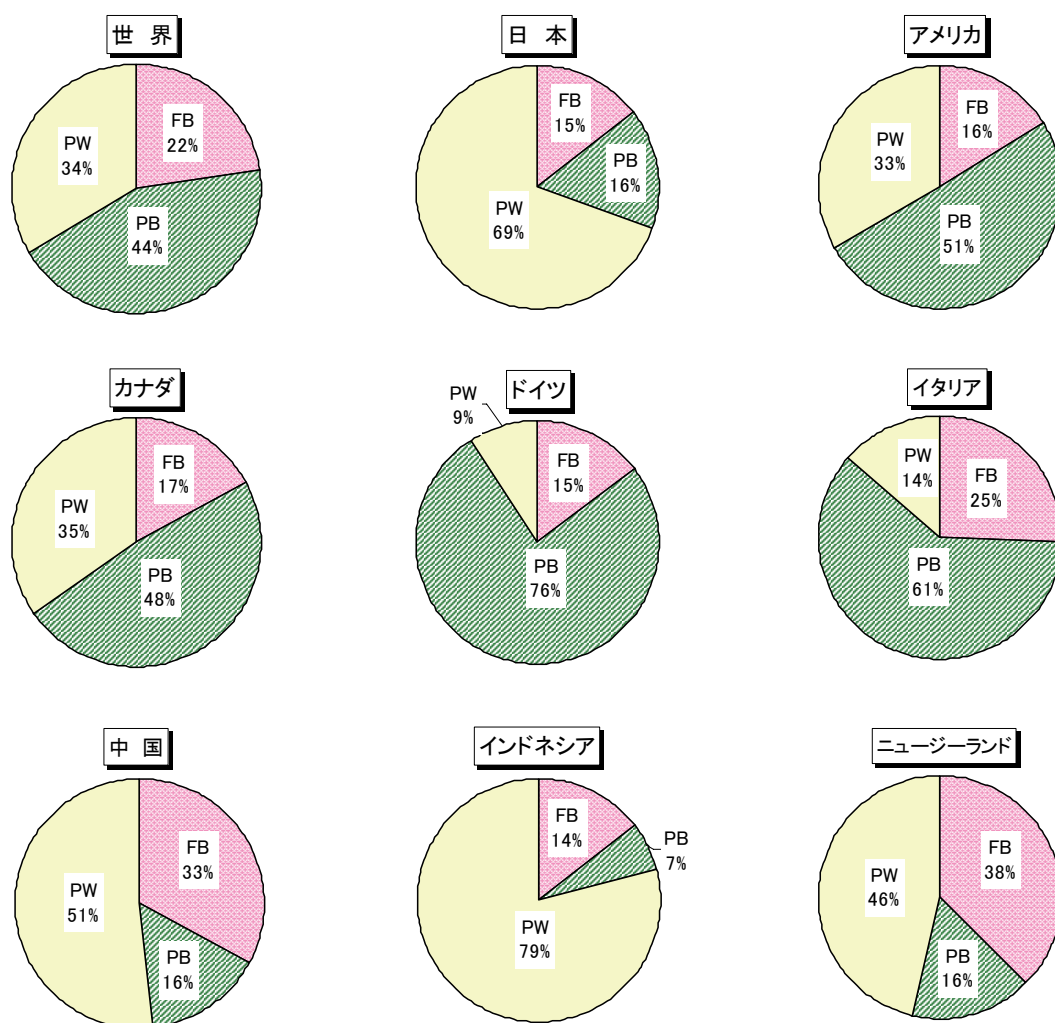 世 界
FB
22%
PB
44%
PW
34%
日 本
FB
15%
PB
16%
PW
69%
アメリカ
FB
16%
PB
51%
PW
33%
カナダ
FB
17%
PB
48%
PW
35%
ドイツ
FB
15%
PB
76%
PW
9%
イタリア
FB
25%
PB
61%
PW
14%
中 国
FB
33%
PB
16%
PW
51%
インドネシア
FB
14%
PB
7%
PW
79%
ニュージーランド
FB
38%
PB
16%
PW
46%